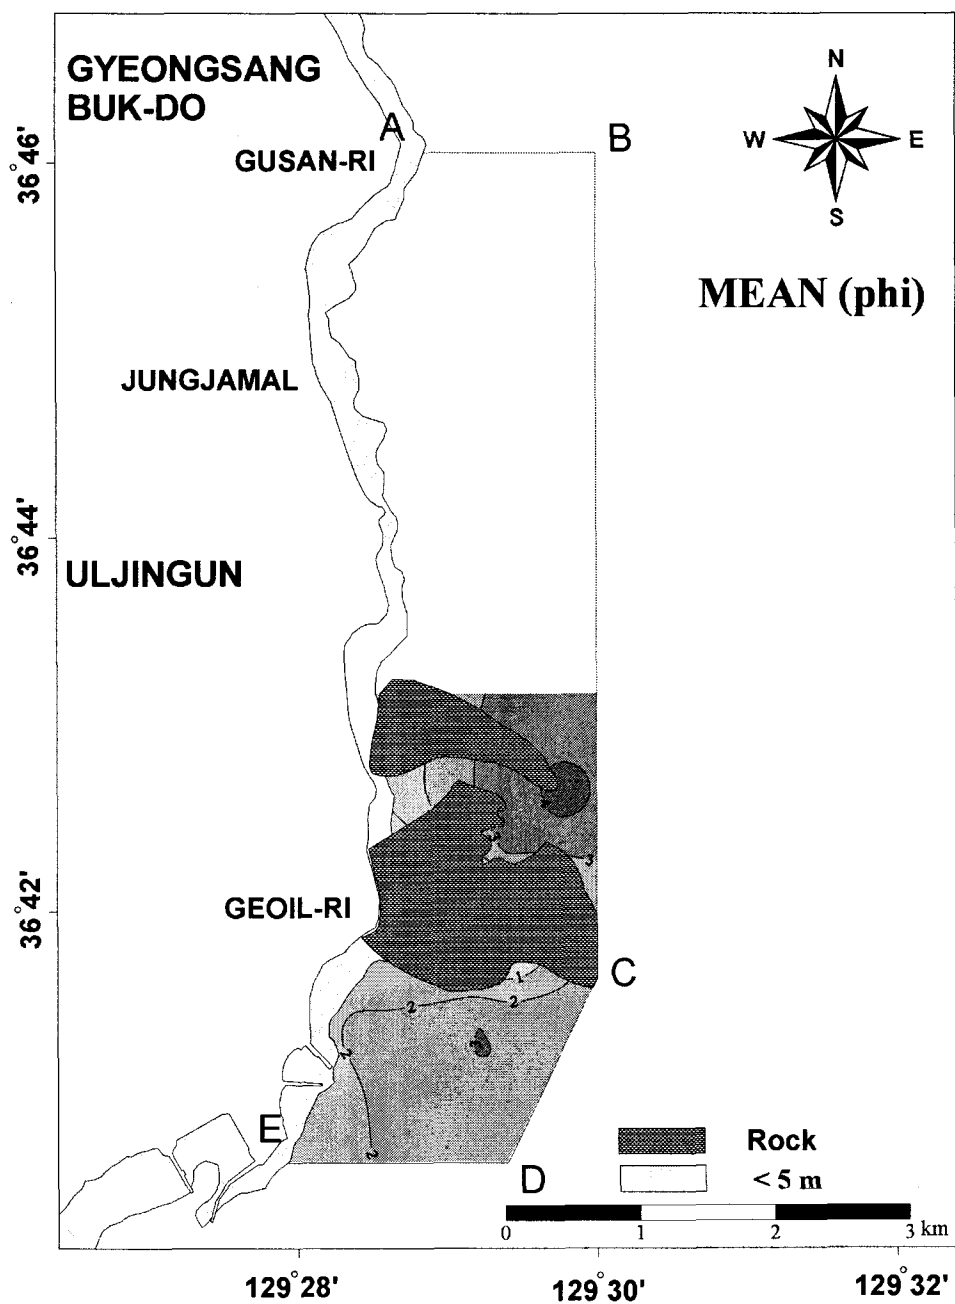 GYEONGSANG
BUK-DO
A
B
N
W
E
S
GUSAN-RI
36°46'
MEAN (phi)
JUNGJAMAL
36°44'
ULJINGUN
3
36°42'
GEOIL-RI
C
1
2
2
2
2
E
D
Rock
< 5 m
0 1 2 3 km
129°28' 129°30' 129°32'